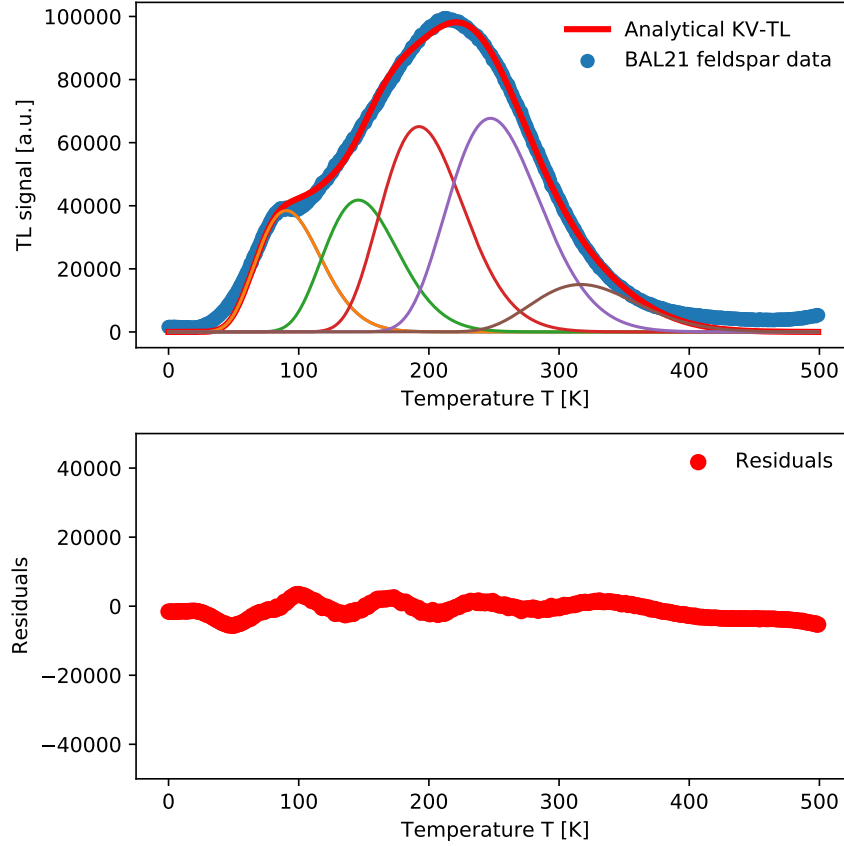 TL signal [a.u.]
100000
80000
60000
40000
20000
0
Analytical KV-TL
BAL21 feldspar data
0 100 200 300 400 500
Temperature T [K]
Residuals
40000
20000
0
−20000
−40000
Residuals
0 100 200 300 400 500
Temperature T [K]